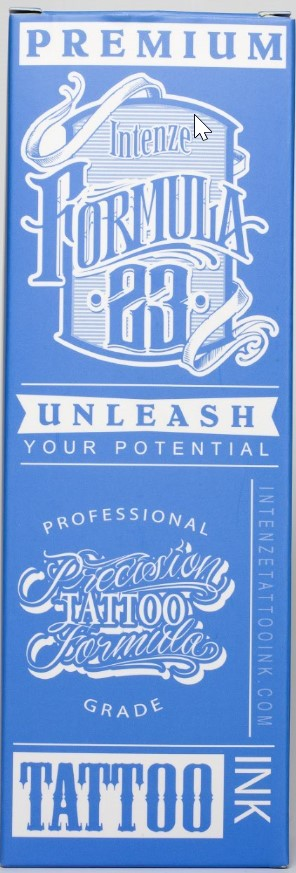 PREMIUM
Intenze
FORMULA
23
UNLEASH
YOUR POTENTIAL
PROFESSIONAL
Precision
TATTOO
Formula
GRADE
INTENZETATTOOINK.COM
TATTOO
INK